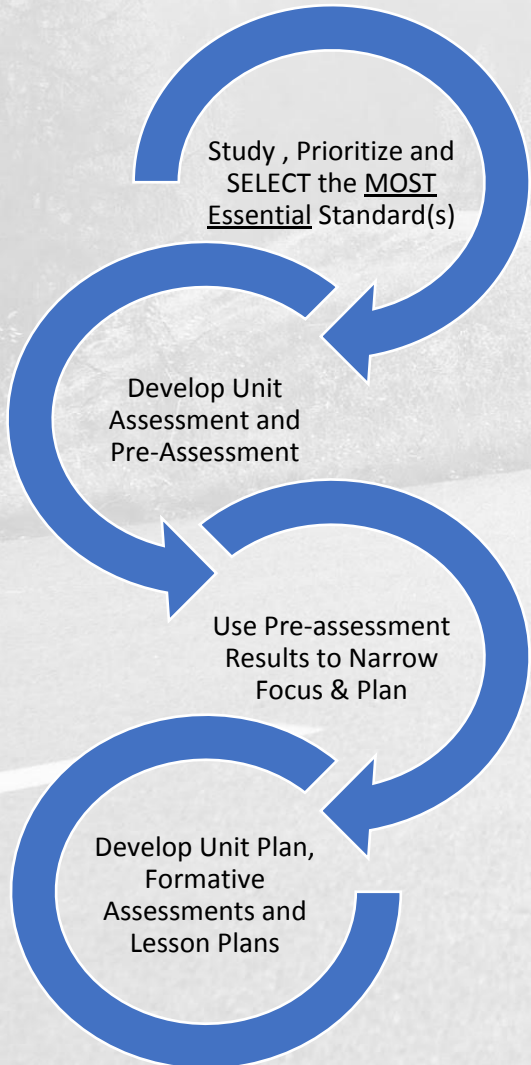 Study , Prioritize and
SELECT the MOST
Essential Standard(s)
Develop Unit
Assessment and
Pre-Assessment
Use Pre-assessment
Results to Narrow
Focus & Plan
Develop Unit Plan,
Formative
Assessments and
Lesson Plans